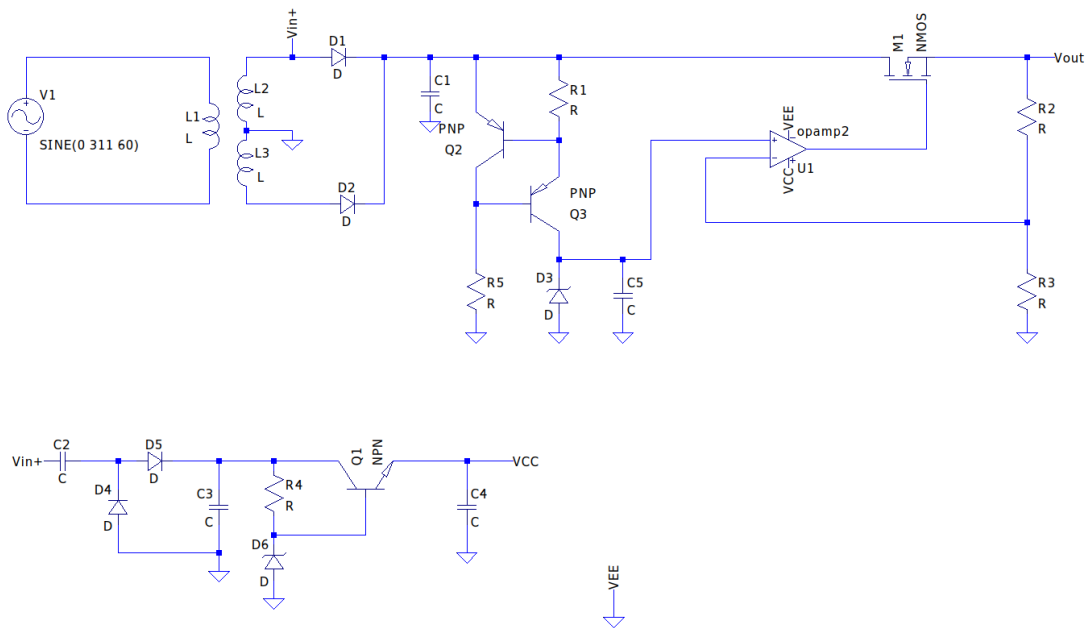 Vin+
D1
D
M1
NMOS
Vout
V1
SINE(0 311 60)
L1
L
L2
L
L3
L
C1
C
R1
R
PNP
Q2
VEE
opamp2
+
-
-
+
U1
VCC
R2
R
D2
D
PNP
Q3
R5
R
D3
D
C5
C
R3
R
Vin+
C2
C
D5
D
Q1
NPN
VCC
D4
D
C3
C
R4
R
C4
C
D6
D
VEE